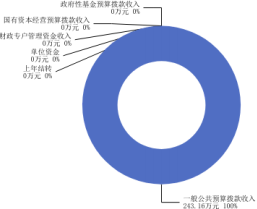 政府性基金预算拨款收入
0万元 0%
国有资本经营预算拨款收入
0万元 0%
财政专户管理资金收入
0万元 0%
单位资金
0万元 0%
上年结转
0万元 0%
一般公共预算拨款收入
243.16万元 100%